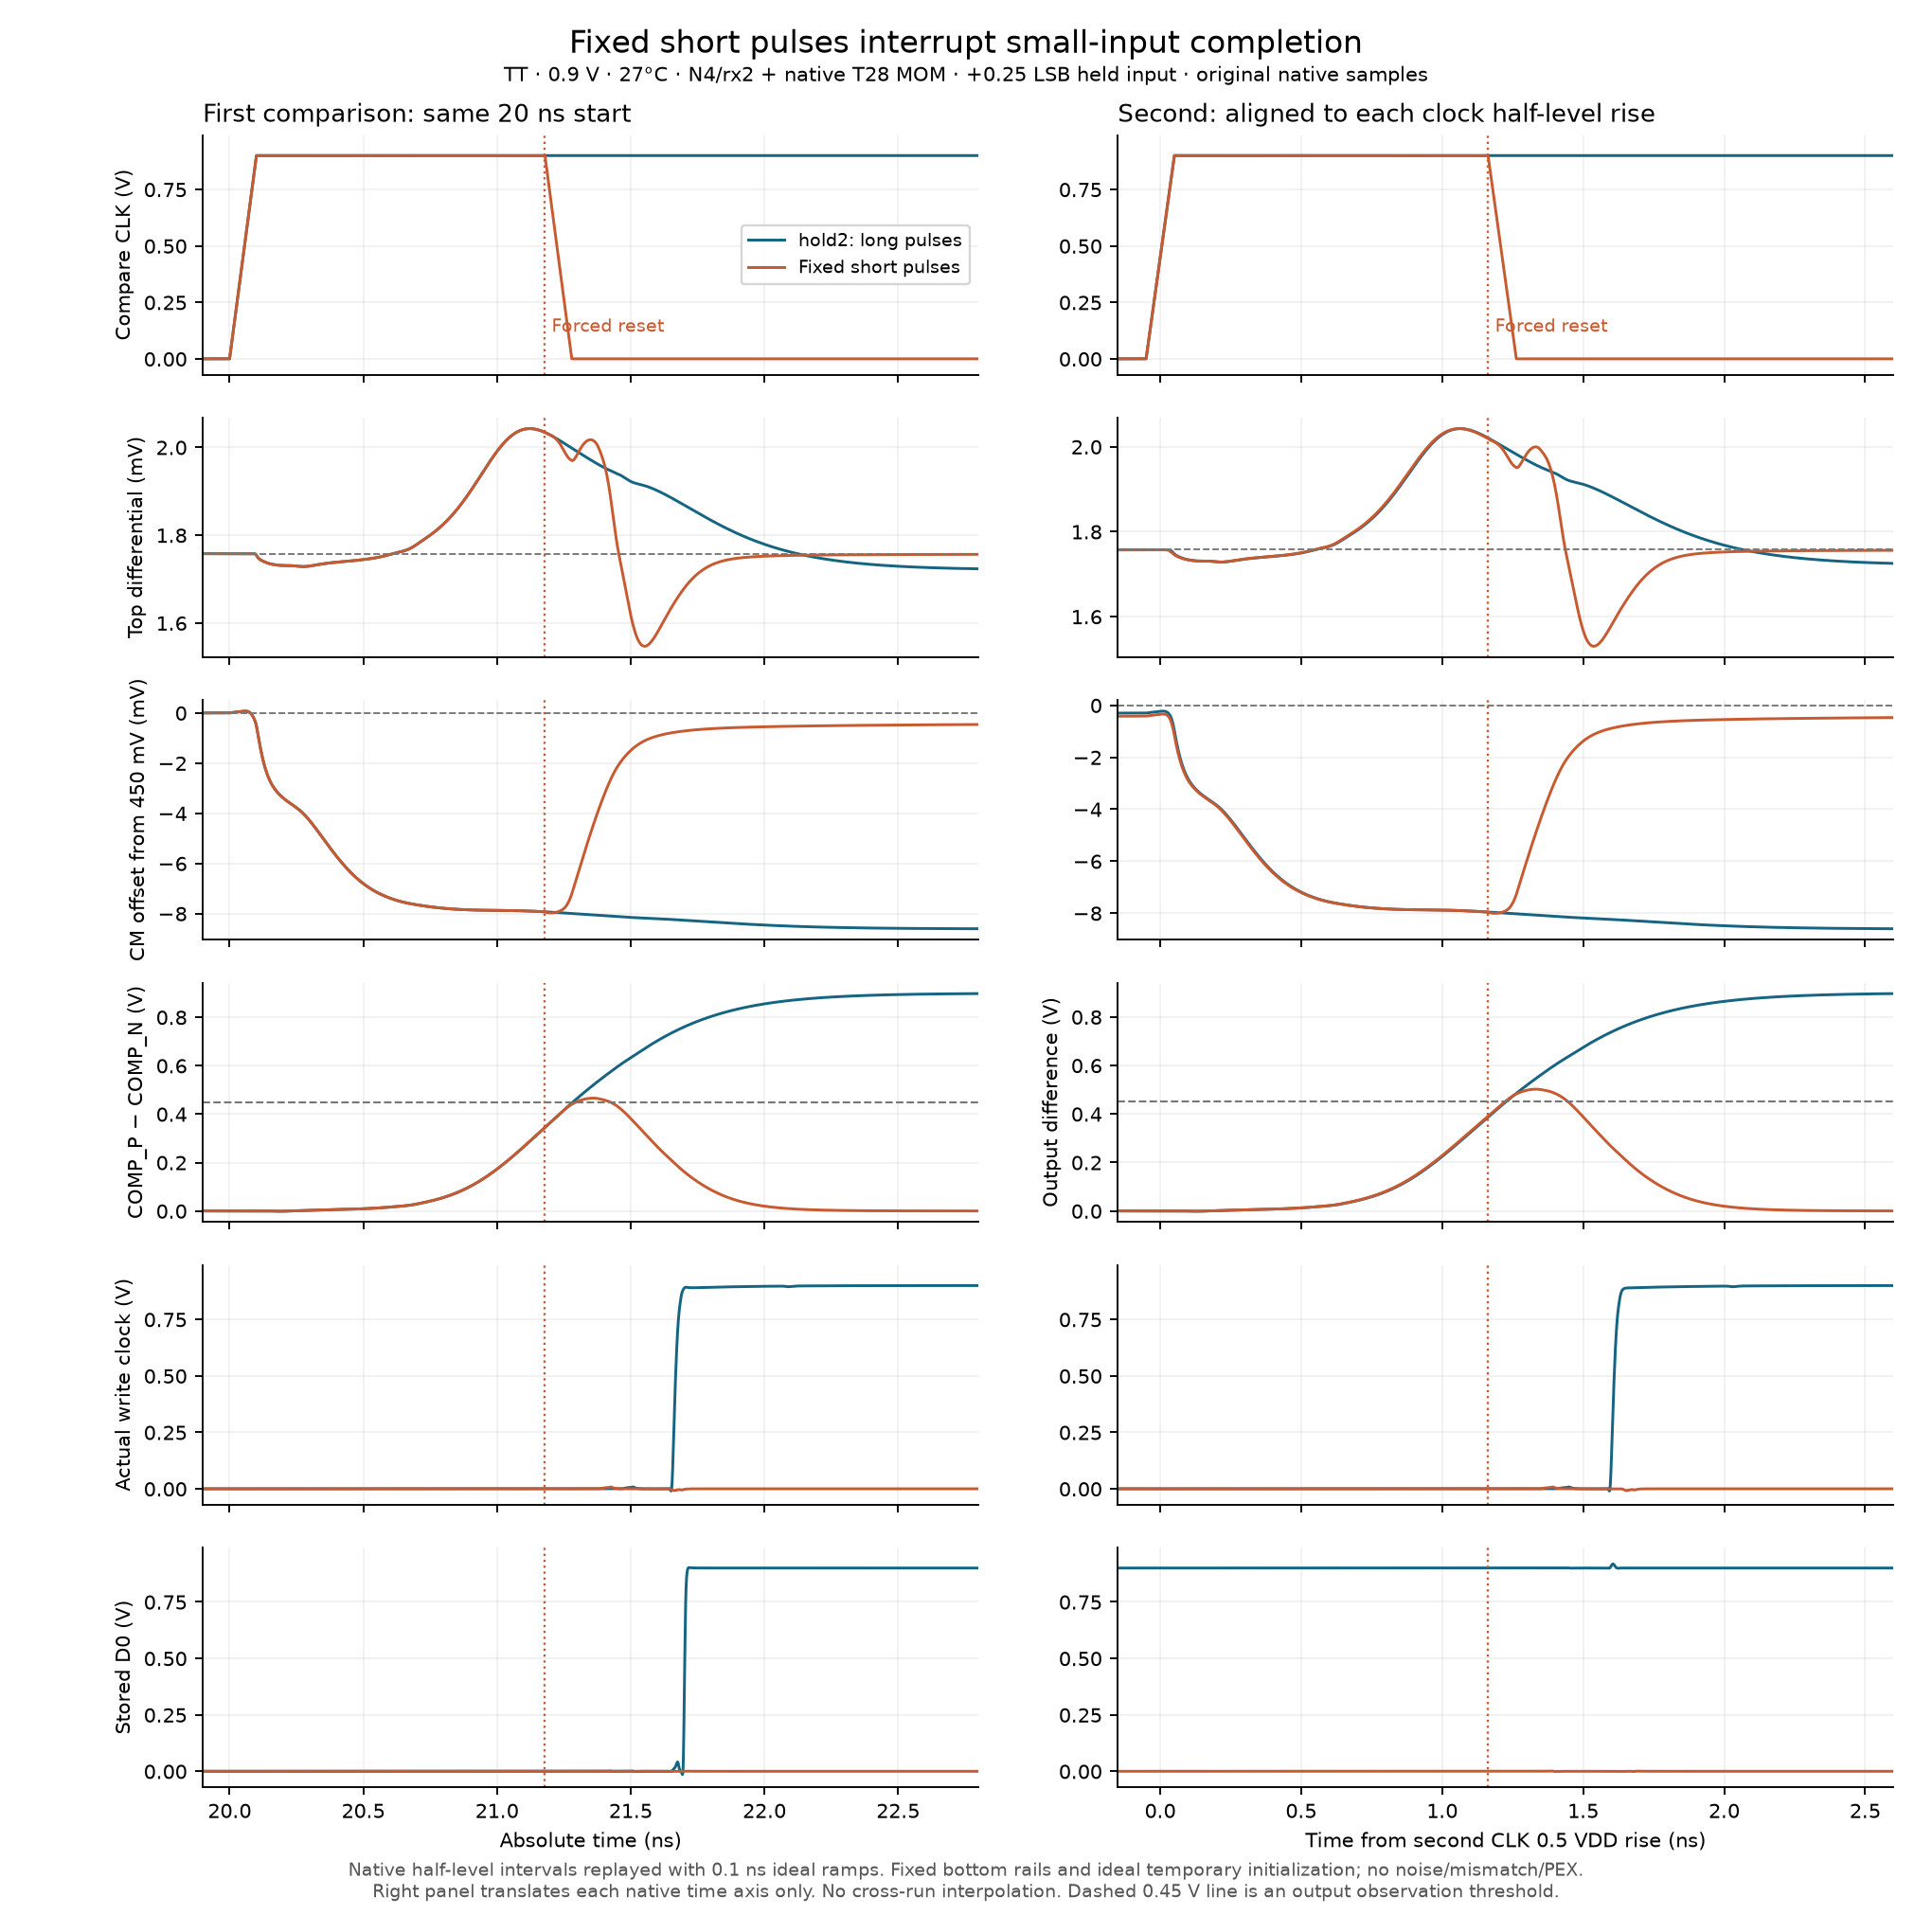 Fixed short pulses interrupt small-input completion
TT · 0.9 V · 27°C · N4/rx2 + native T28 MOM · +0.25 LSB held input · original native samples
First comparison: same 20 ns start
Second: aligned to each clock half-level rise
Compare CLK (V)
0.75
0.50
0.25
0.00
hold2: long pulses
Fixed short pulses
Forced reset
0.75
0.50
0.25
0.00
Forced reset
Top differential (mV)
2.0
1.8
1.6
2.0
1.8
1.6
CM offset from 450 mV (mV)
0
−2
−4
−6
−8
0
−2
−4
−6
−8
COMP_P − COMP_N (V)
0.8
0.6
0.4
0.2
0.0
Output difference (V)
0.8
0.6
0.4
0.2
0.0
Actual write clock (V)
0.75
0.50
0.25
0.00
0.75
0.50
0.25
0.00
Stored D0 (V)
0.75
0.50
0.25
0.00
0.75
0.50
0.25
0.00
20.0 20.5 21.0 21.5 22.0 22.5
Absolute time (ns)
0.0 0.5 1.0 1.5 2.0 2.5
Time from second CLK 0.5 VDD rise (ns)
Native half-level intervals replayed with 0.1 ns ideal ramps. Fixed bottom rails and ideal temporary initialization; no noise/mismatch/PEX.
Right panel translates each native time axis only. No cross-run interpolation. Dashed 0.45 V line is an output observation threshold.